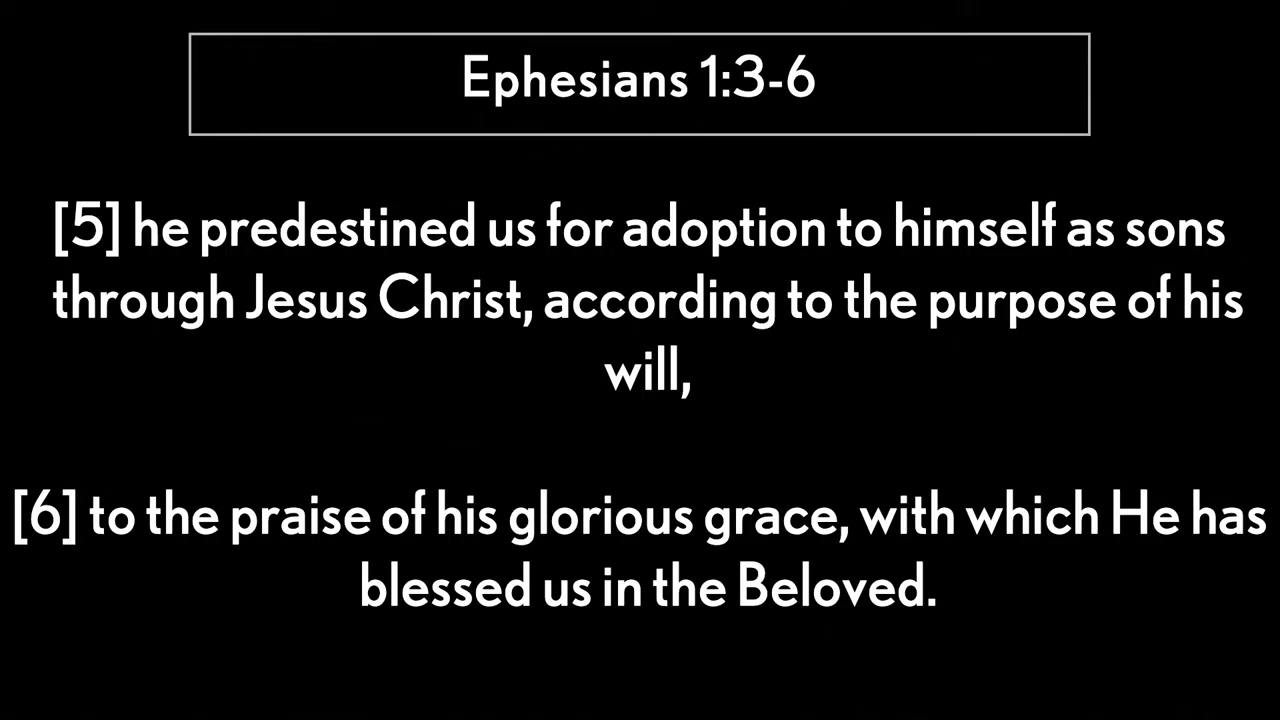 Ephesians 1:3-6
[5] he predestined us for adoption to himself as sons
through Jesus Christ, according to the purpose of his
will,
[6] to the praise of his glorious grace, with which He has
blessed us in the Beloved.